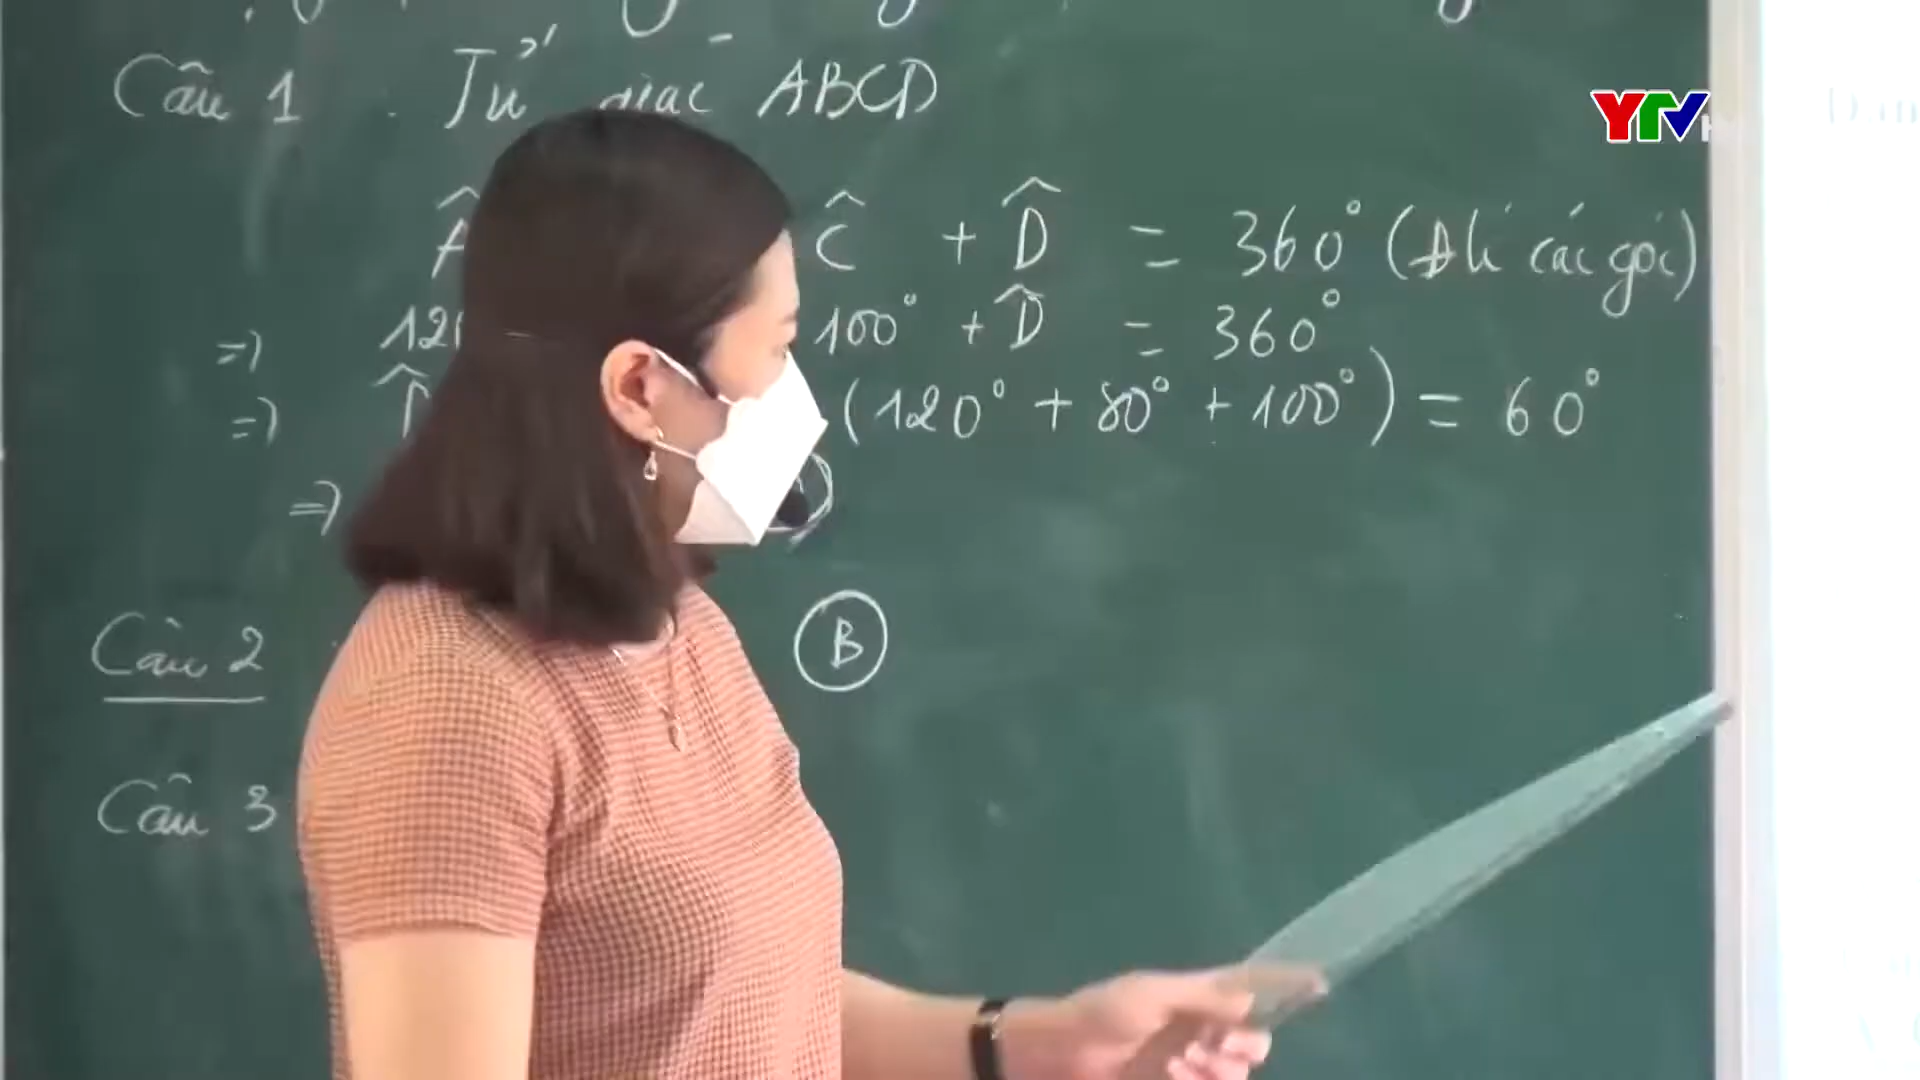 Câu 1 . Tứ giác ABCD
Ĉ + D̂ = 360° (Đlí các góc)
=> 100° + D̂ = 360°
=> (120° + 80° + 100°) = 60°
=>
Câu 2 B
Câu 3
YTV